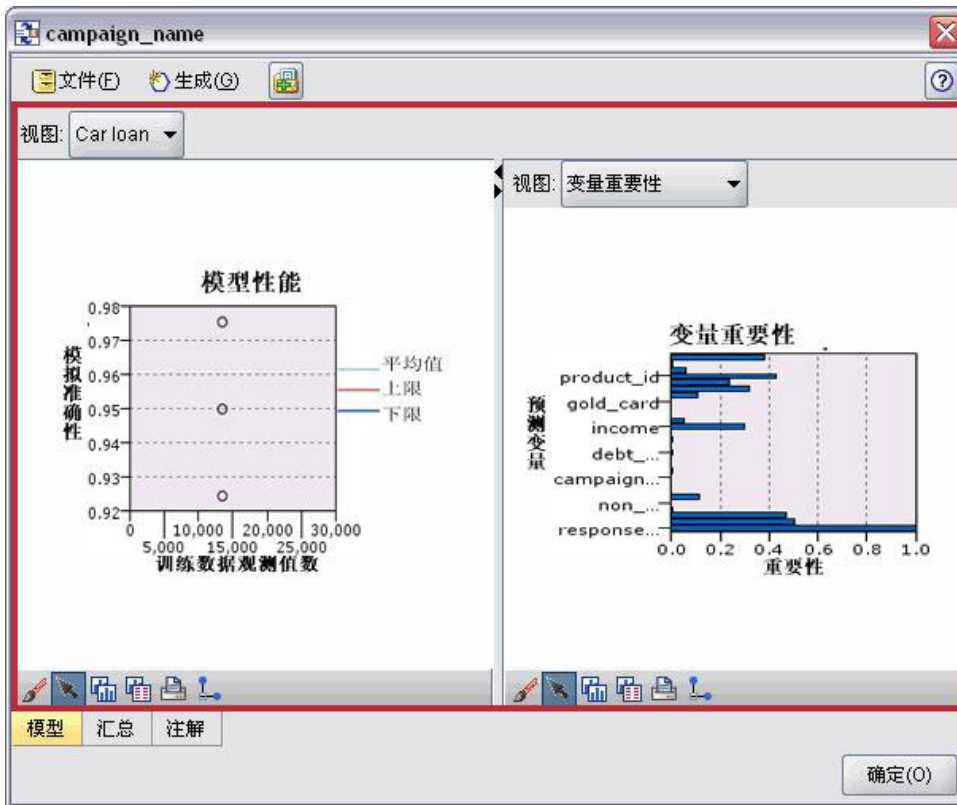 campaign_name
文件(F) 生成(G)
视图: Car loan
模型性能
模拟准确性
0.98
0.97
0.96
0.95
0.94
0.93
0.92
0 10,000 20,000 30,000
5,000 15,000 25,000
训练数据观测值数
平均值
上限
下限
视图: 变量重要性
变量重要性
预测变量
product_id
gold_card
income
debt_...
campaign...
non_...
response...
0.0 0.2 0.4 0.6 0.8 1.0
重要性
模型 汇总 注解
确定(O)